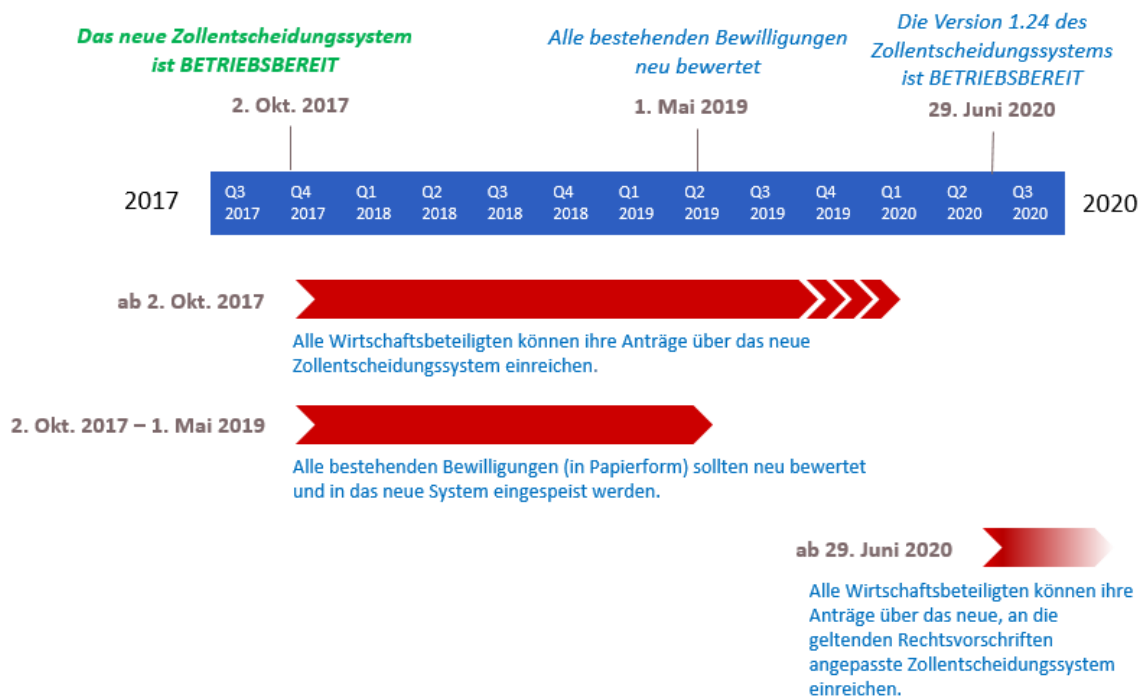 Das neue Zollentscheidungssystem
ist BETRIEBSBEREIT
2. Okt. 2017
Alle bestehenden Bewilligungen
neu bewertet
1. Mai 2019
Die Version 1.24 des
Zollentscheidungssystems
ist BETRIEBSBEREIT
29. Juni 2020
2017
Q3 2017
Q4 2017
Q1 2018
Q2 2018
Q3 2018
Q4 2018
Q1 2019
Q2 2019
Q3 2019
Q4 2019
Q1 2020
Q2 2020
Q3 2020
2020
ab 2. Okt. 2017
Alle Wirtschaftsbeteiligten können ihre Anträge über das neue
Zollentscheidungssystem einreichen.
2. Okt. 2017 – 1. Mai 2019
Alle bestehenden Bewilligungen (in Papierform) sollten neu bewertet
und in das neue System eingespeist werden.
ab 29. Juni 2020
Alle Wirtschaftsbeteiligten können ihre
Anträge über das neue, an die
geltenden Rechtsvorschriften
angepasste Zollentscheidungssystem
einreichen.